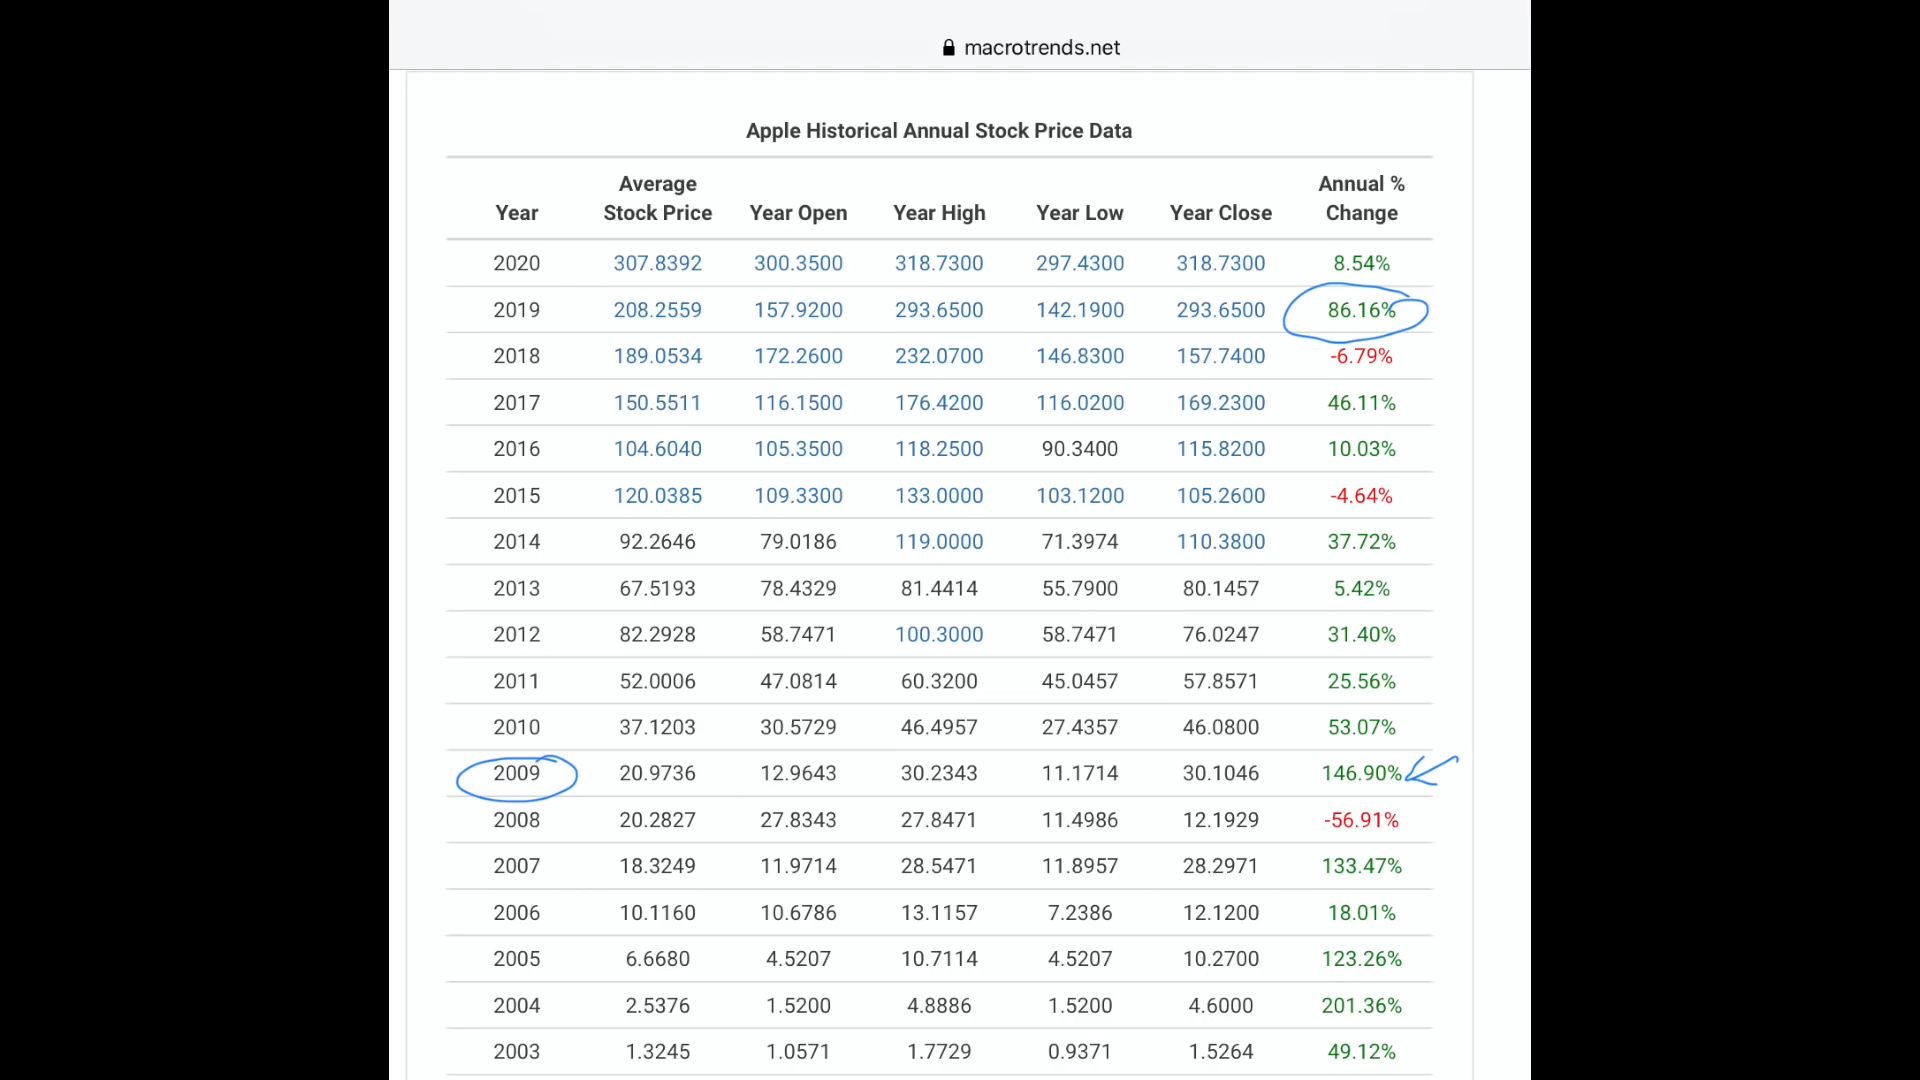 macrotrends.net
Apple Historical Annual Stock Price Data
Year Average Stock Price Year Open Year High Year Low Year Close Annual % Change
2020 307.8392 300.3500 318.7300 297.4300 318.7300 8.54%
2019 208.2559 157.9200 293.6500 142.1900 293.6500 86.16%
2018 189.0534 172.2600 232.0700 146.8300 157.7400 -6.79%
2017 150.5511 116.1500 176.4200 116.0200 169.2300 46.11%
2016 104.6040 105.3500 118.2500 90.3400 115.8200 10.03%
2015 120.0385 109.3300 133.0000 103.1200 105.2600 -4.64%
2014 92.2646 79.0186 119.0000 71.3974 110.3800 37.72%
2013 67.5193 78.4329 81.4414 55.7900 80.1457 5.42%
2012 82.2928 58.7471 100.3000 58.7471 76.0247 31.40%
2011 52.0006 47.0814 60.3200 45.0457 57.8571 25.56%
2010 37.1203 30.5729 46.4957 27.4357 46.0800 53.07%
2009 20.9736 12.9643 30.2343 11.1714 30.1046 146.90%
2008 20.2827 27.8343 27.8471 11.4986 12.1929 -56.91%
2007 18.3249 11.9714 28.5471 11.8957 28.2971 133.47%
2006 10.1160 10.6786 13.1157 7.2386 12.1200 18.01%
2005 6.6680 4.5207 10.7114 4.5207 10.2700 123.26%
2004 2.5376 1.5200 4.8886 1.5200 4.6000 201.36%
2003 1.3245 1.0571 1.7729 0.9371 1.5264 49.12%